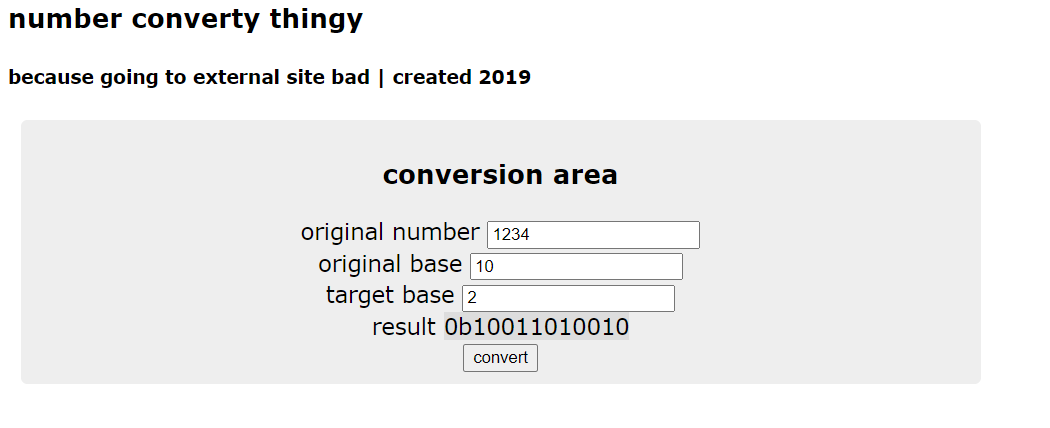 number converty thingy
because going to external site bad | created 2019
conversion area
original number 1234
original base 10
target base 2
result 0b10011010010
convert